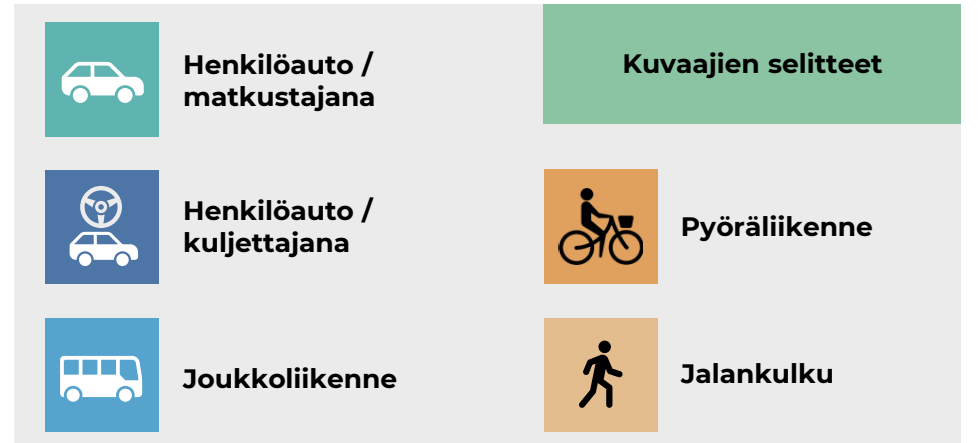 Henkilöauto /
matkustajana
Kuvaajien selitteet
Henkilöauto /
kuljettajana
Pyöräliikenne
Joukkoliikenne
Jalankulku